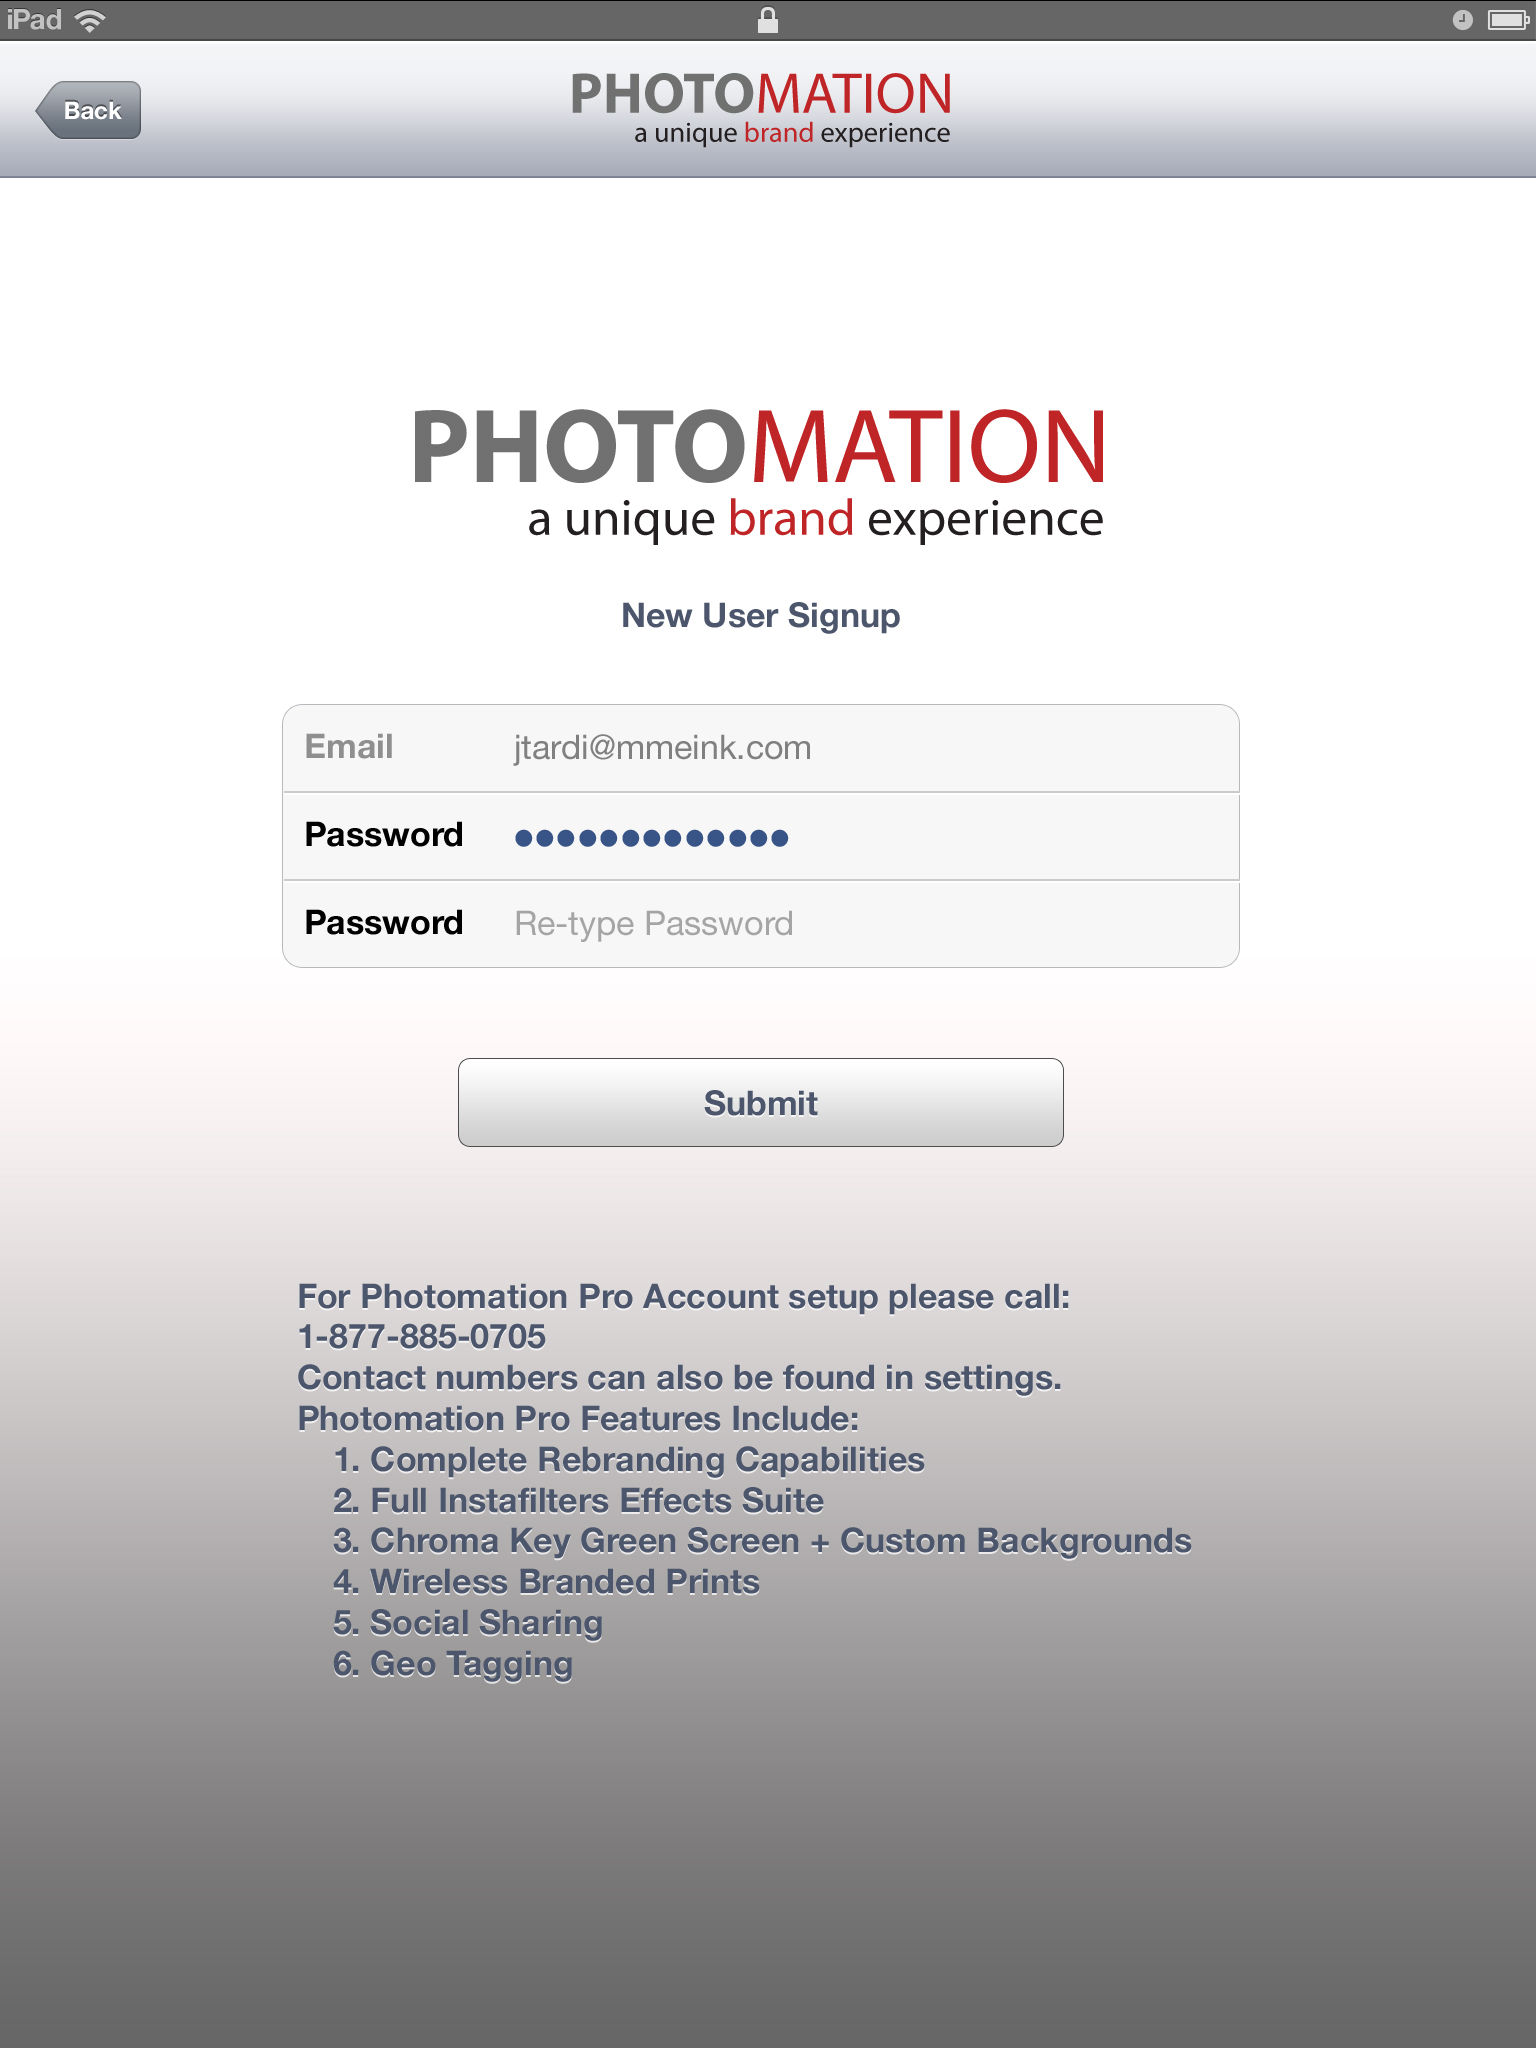 iPad
Back
PHOTOMATION
a unique brand experience
PHOTOMATION
a unique brand experience
New User Signup
Email jtardi@mmeink.com
Password ●●●●●●●●●●●●●
Password Re-type Password
Submit
For Photomation Pro Account setup please call:
1-877-885-0705
Contact numbers can also be found in settings.
Photomation Pro Features Include:
1. Complete Rebranding Capabilities
2. Full Instafilters Effects Suite
3. Chroma Key Green Screen + Custom Backgrounds
4. Wireless Branded Prints
5. Social Sharing
6. Geo Tagging